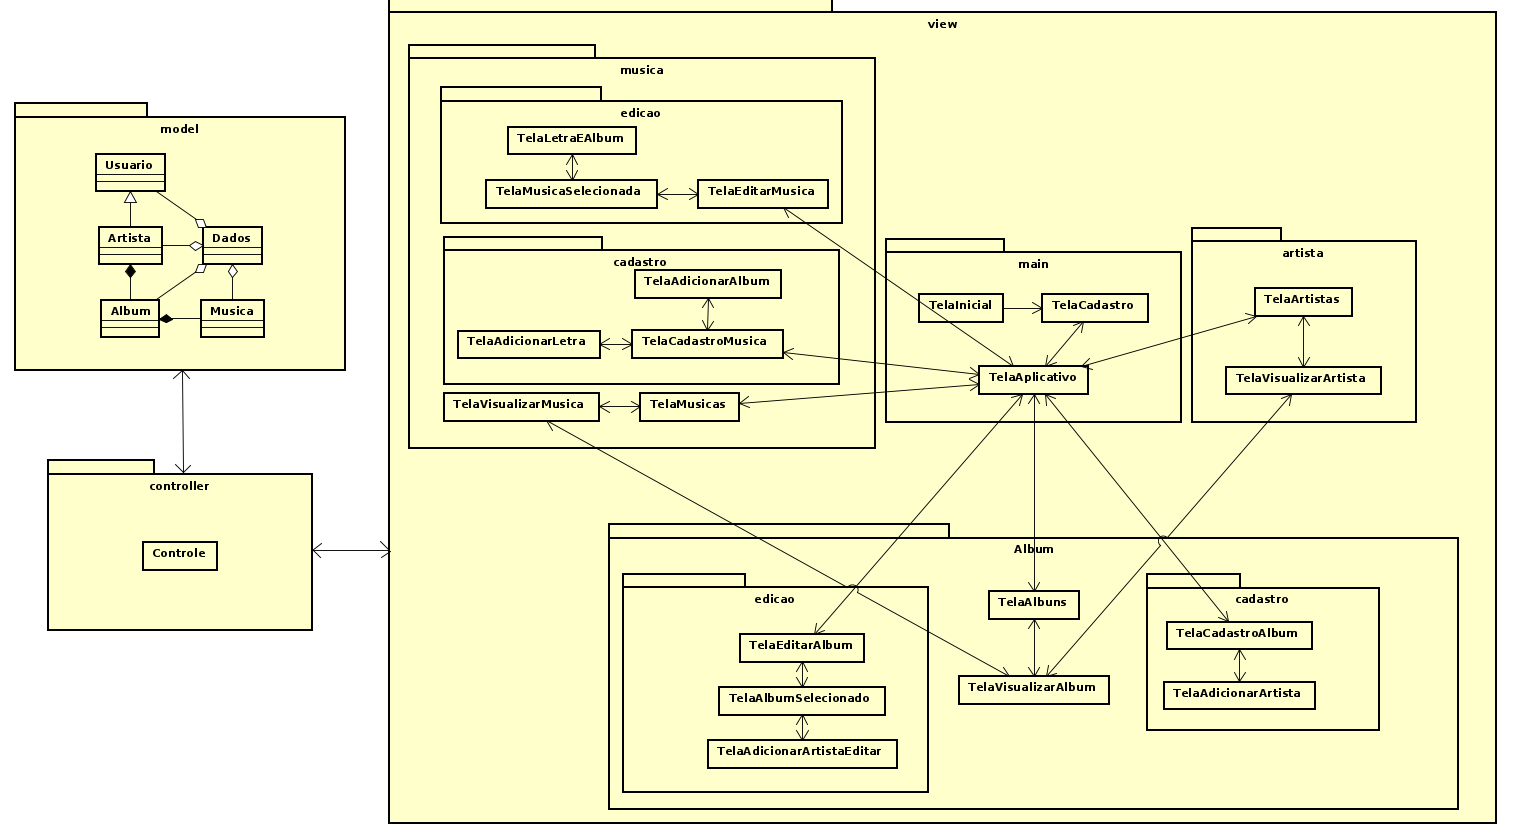 view
musica
edicao
TelaLetraEAlbum
TelaMusicaSelecionada
TelaEditarMusica
cadastro
TelaAdicionarAlbum
TelaAdicionarLetra
TelaCadastroMusica
TelaVisualizarMusica
TelaMusicas
main
TelaInicial
TelaCadastro
TelaAplicativo
artista
TelaArtistas
TelaVisualizarArtista
model
Usuario
Artista
Dados
Album
Musica
controller
Controle
Album
edicao
TelaEditarAlbum
TelaAlbumSelecionado
TelaAdicionarArtistaEditar
TelaAlbuns
TelaVisualizarAlbum
cadastro
TelaCadastroAlbum
TelaAdicionarArtista